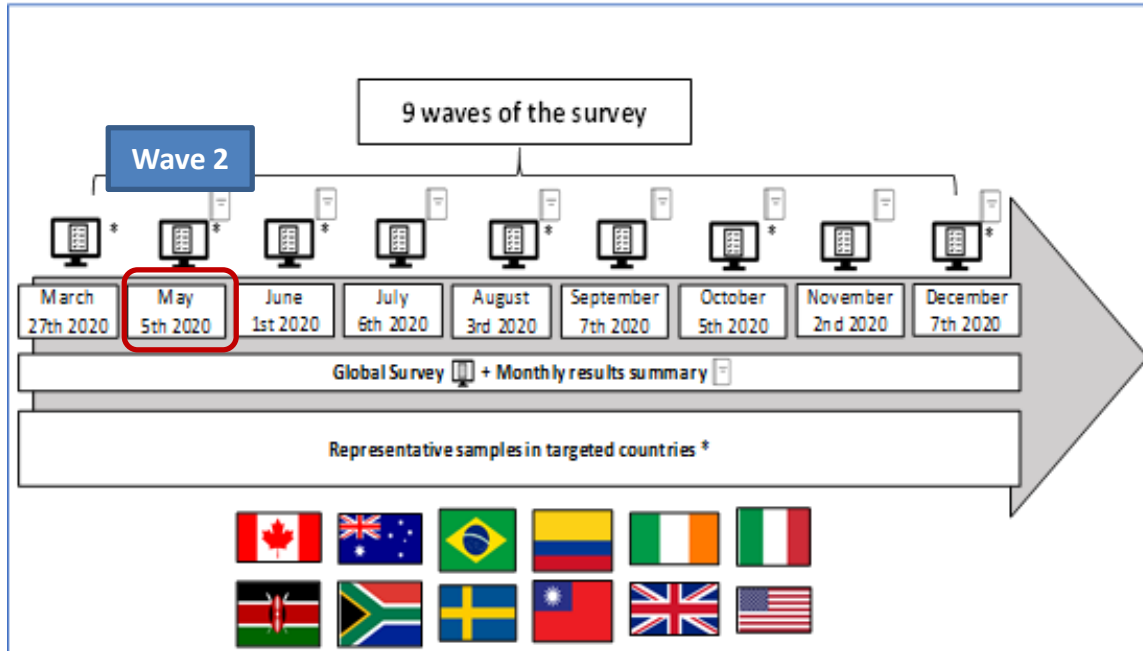 9 waves of the survey
Wave 2
* * * * * *
March May June July August September October November December
27th 2020 5th 2020 1st 2020 6th 2020 3rd 2020 7th 2020 5th 2020 2nd 2020 7th 2020
Global Survey + Monthly results summary
Representative samples in targeted countries *